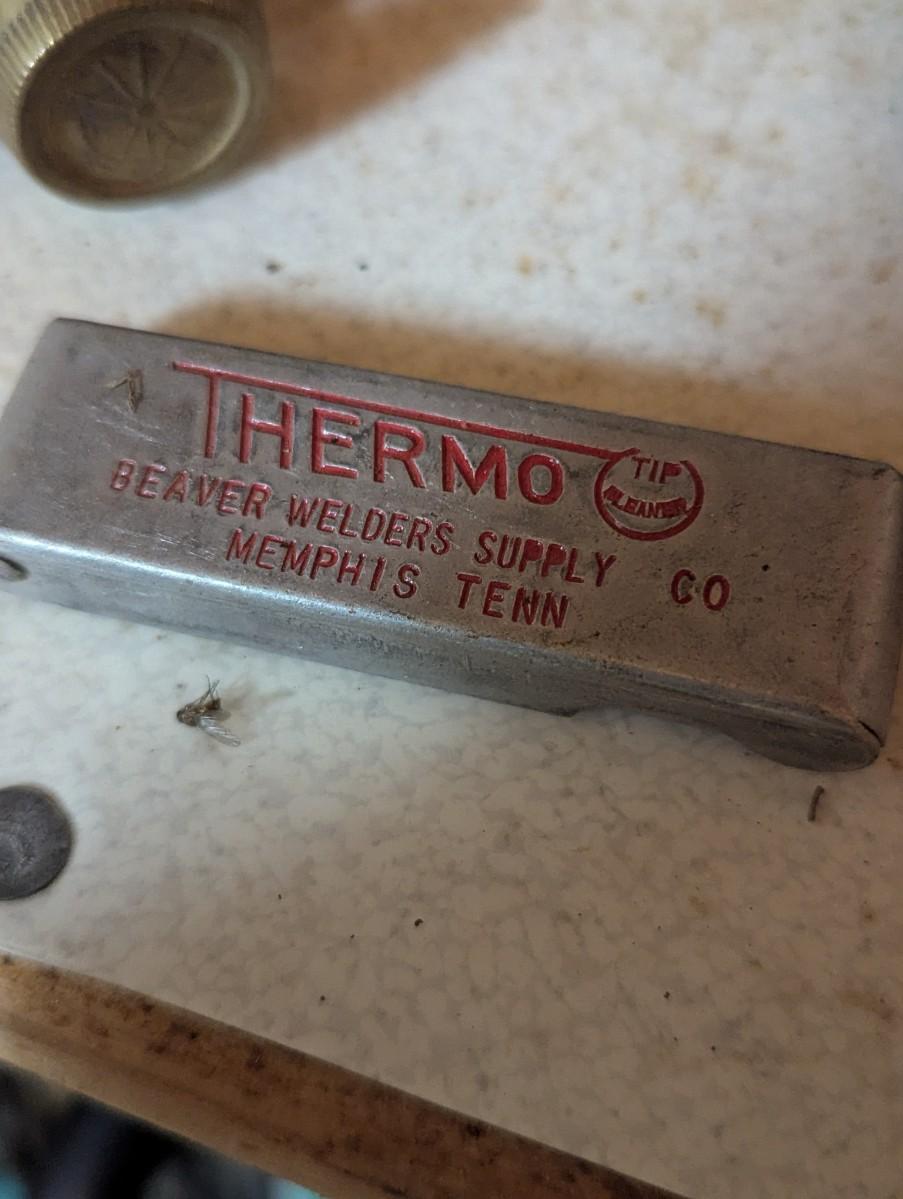 THERMO TIP CLEANER
BEAVER WELDERS SUPPLY CO
MEMPHIS TENN